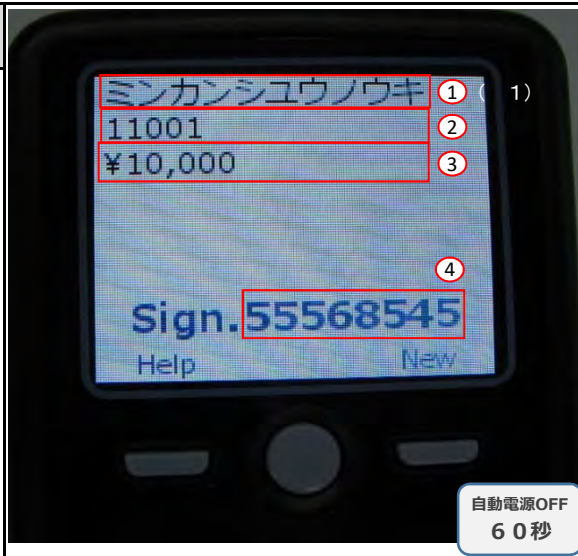 ミンカンシユウノウキ ① ( 1)
11001 ②
¥10,000 ③
④
Sign.55568545
Help New
自動電源OFF
60秒